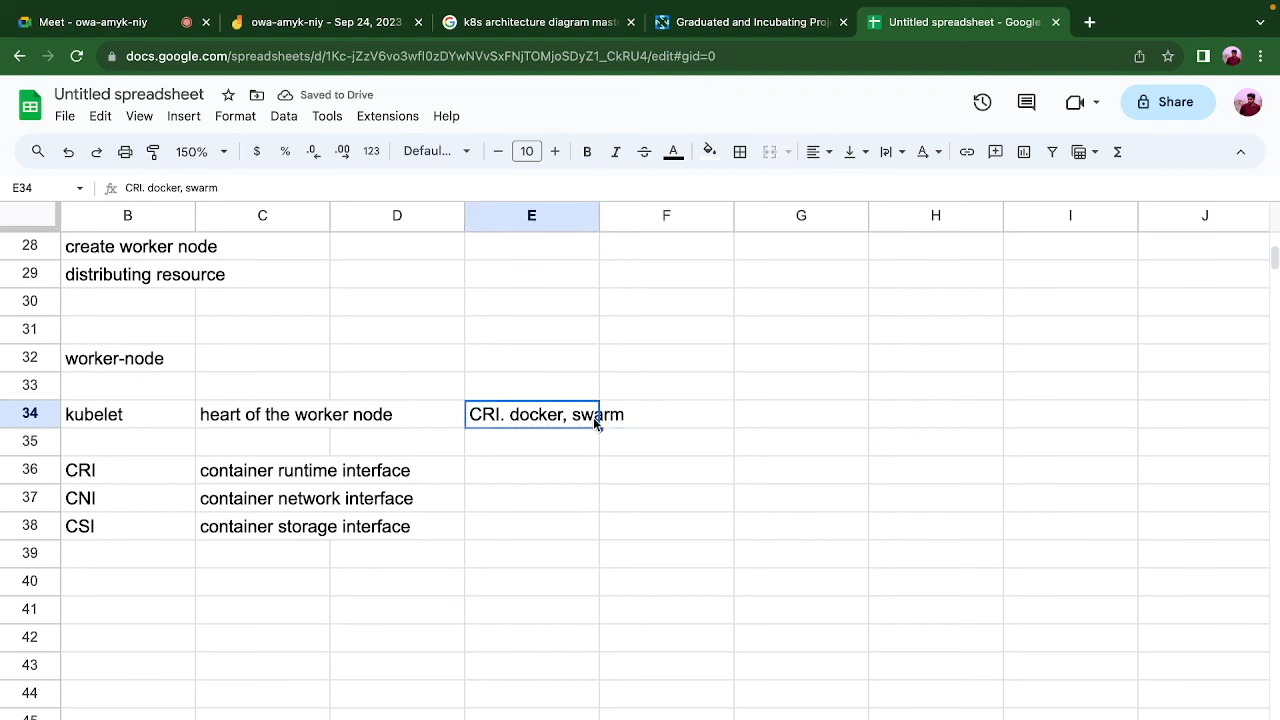 Meet - owa-amyk-niy
owa-amyk-niy - Sep 24, 2023
k8s architecture diagram mast
Graduated and Incubating Proj
Untitled spreadsheet - Google
docs.google.com/spreadsheets/d/1Kc-jZzV6vo3wfl0zDYwNVvSxFNjTOMjoSDyZ1_CkRU4/edit#gid=0
Untitled spreadsheet
Saved to Drive
File Edit View Insert Format Data Tools Extensions Help
Share
150% $ % .0 .00 123 Defaul... − 10 + B I S A Σ
E34 fx CRI. docker, swarm
B C D E F G H I J
28 create worker node
29 distributing resource
30
31
32 worker-node
33
34 kubelet heart of the worker node CRI. docker, swarm
35
36 CRI container runtime interface
37 CNI container network interface
38 CSI container storage interface
39
40
41
42
43
44
45